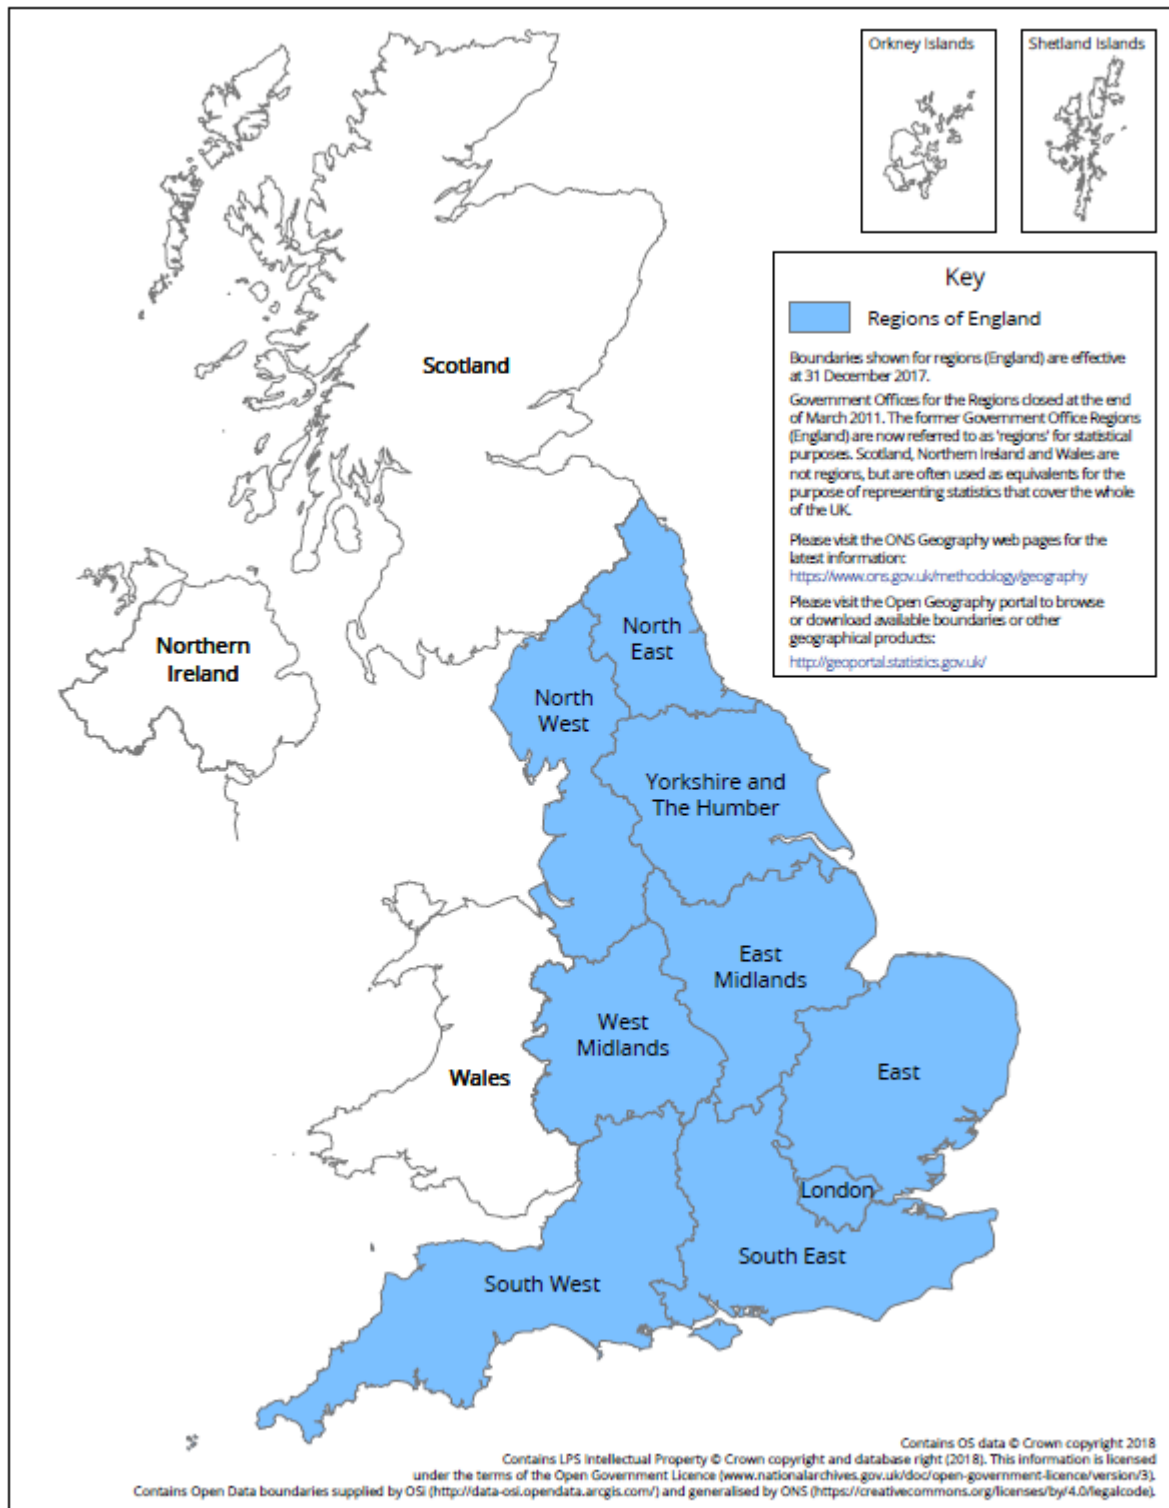 Orkney Islands
Shetland Islands
Key
Regions of England
Boundaries shown for regions (England) are effective
at 31 December 2017.
Government Offices for the Regions closed at the end
of March 2011. The former Government Office Regions
(England) are now referred to as 'regions' for statistical
purposes. Scotland, Northern Ireland and Wales are
not regions, but are often used as equivalents for the
purpose of representing statistics that cover the whole
of the UK.
Please visit the ONS Geography web pages for the
latest information:
https://www.ons.gov.uk/methodology/geography
Please visit the Open Geography portal to browse
or download available boundaries or other
geographical products:
http://geoportal.statistics.gov.uk/
Scotland
Northern
Ireland
North
East
North
West
Yorkshire and
The Humber
East
Midlands
West
Midlands
Wales
East
London
South East
South West
Contains OS data © Crown copyright 2018
Contains LPS Intellectual Property © Crown copyright and database right (2018). This information is licensed
under the terms of the Open Government Licence (www.nationalarchives.gov.uk/doc/open-government-licence/version/3).
Contains Open Data boundaries supplied by OSi (http://data-osi.opendata.arcgis.com/) and generalised by ONS (https://creativecommons.org/licenses/by/4.0/legalcode).